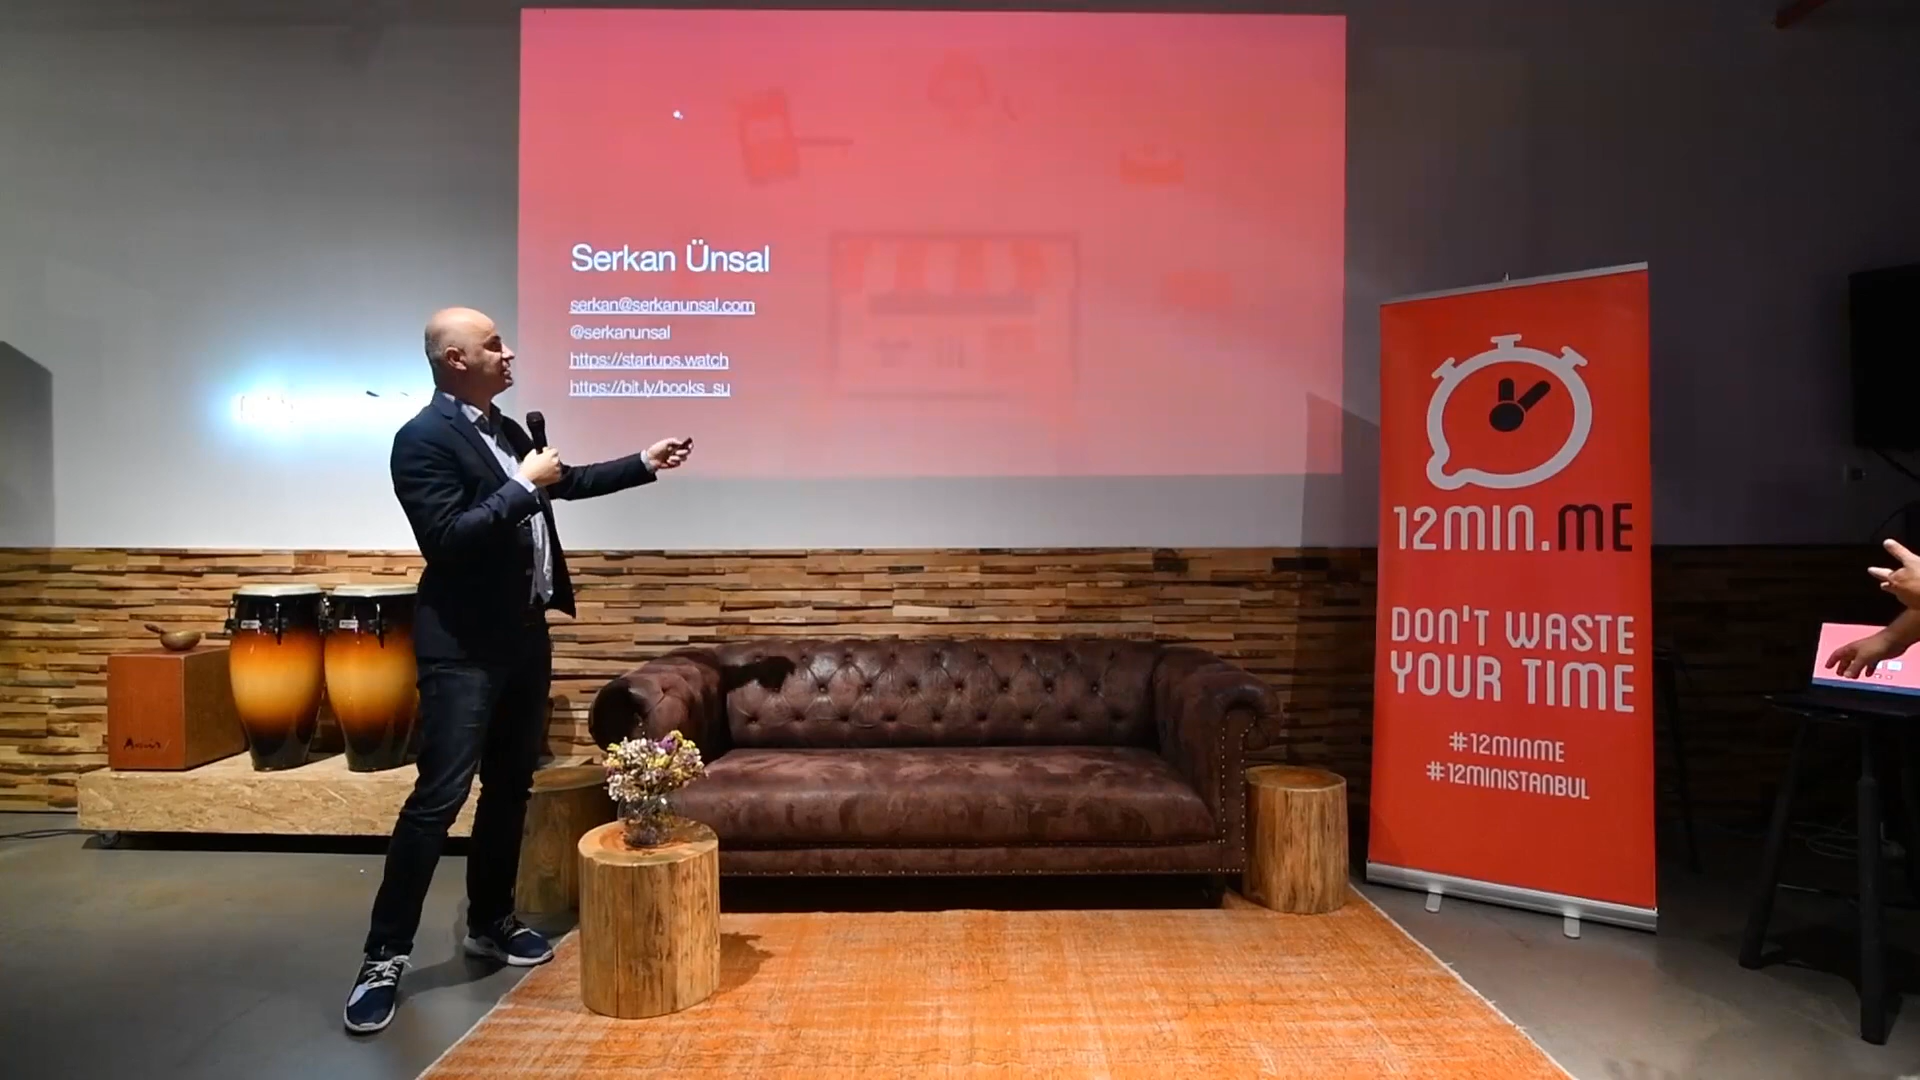 Serkan Ünsal
serkan@serkanunsal.com
@serkanunsal
https://startups.watch
https://bit.ly/books_su
12MIN.ME
DON'T WASTE
YOUR TIME
#12MINME
#12MINISTANBUL